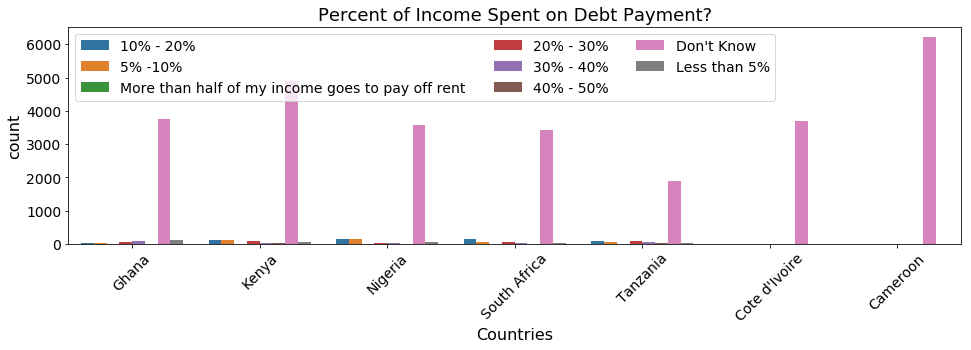 Percent of Income Spent on Debt Payment?
10% - 20%
5% -10%
More than half of my income goes to pay off rent
20% - 30%
30% - 40%
40% - 50%
Don't Know
Less than 5%
count
6000
5000
4000
3000
2000
1000
0
Ghana
Kenya
Nigeria
South Africa
Tanzania
Cote d'Ivoire
Cameroon
Countries